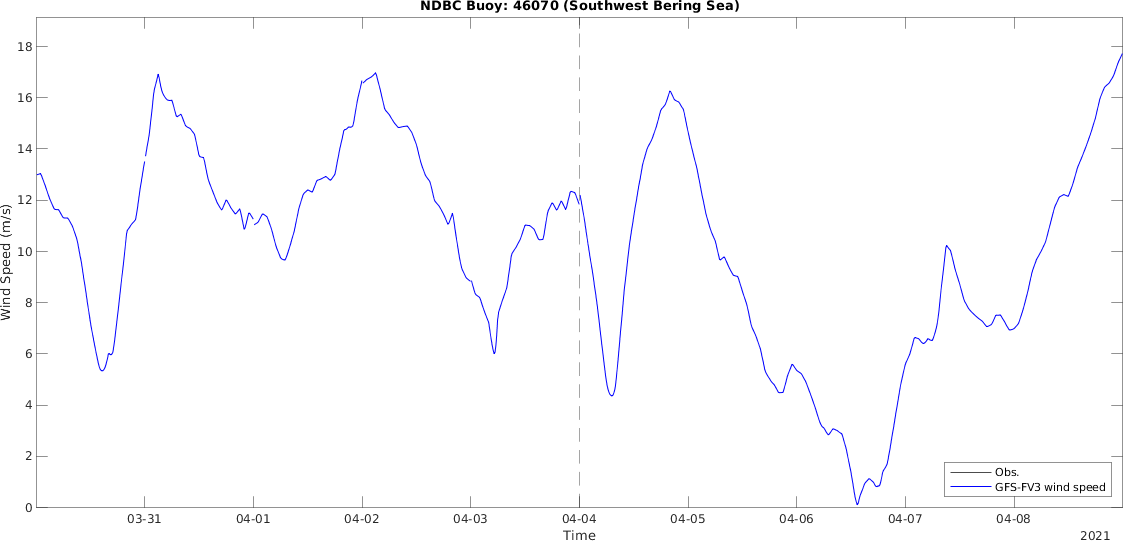 NDBC Buoy: 46070 (Southwest Bering Sea)
Wind Speed (m/s)
18
16
14
12
10
8
6
4
2
0
03-31 04-01 04-02 04-03 04-04 04-05 04-06 04-07 04-08
Time
2021
Obs.
GFS-FV3 wind speed